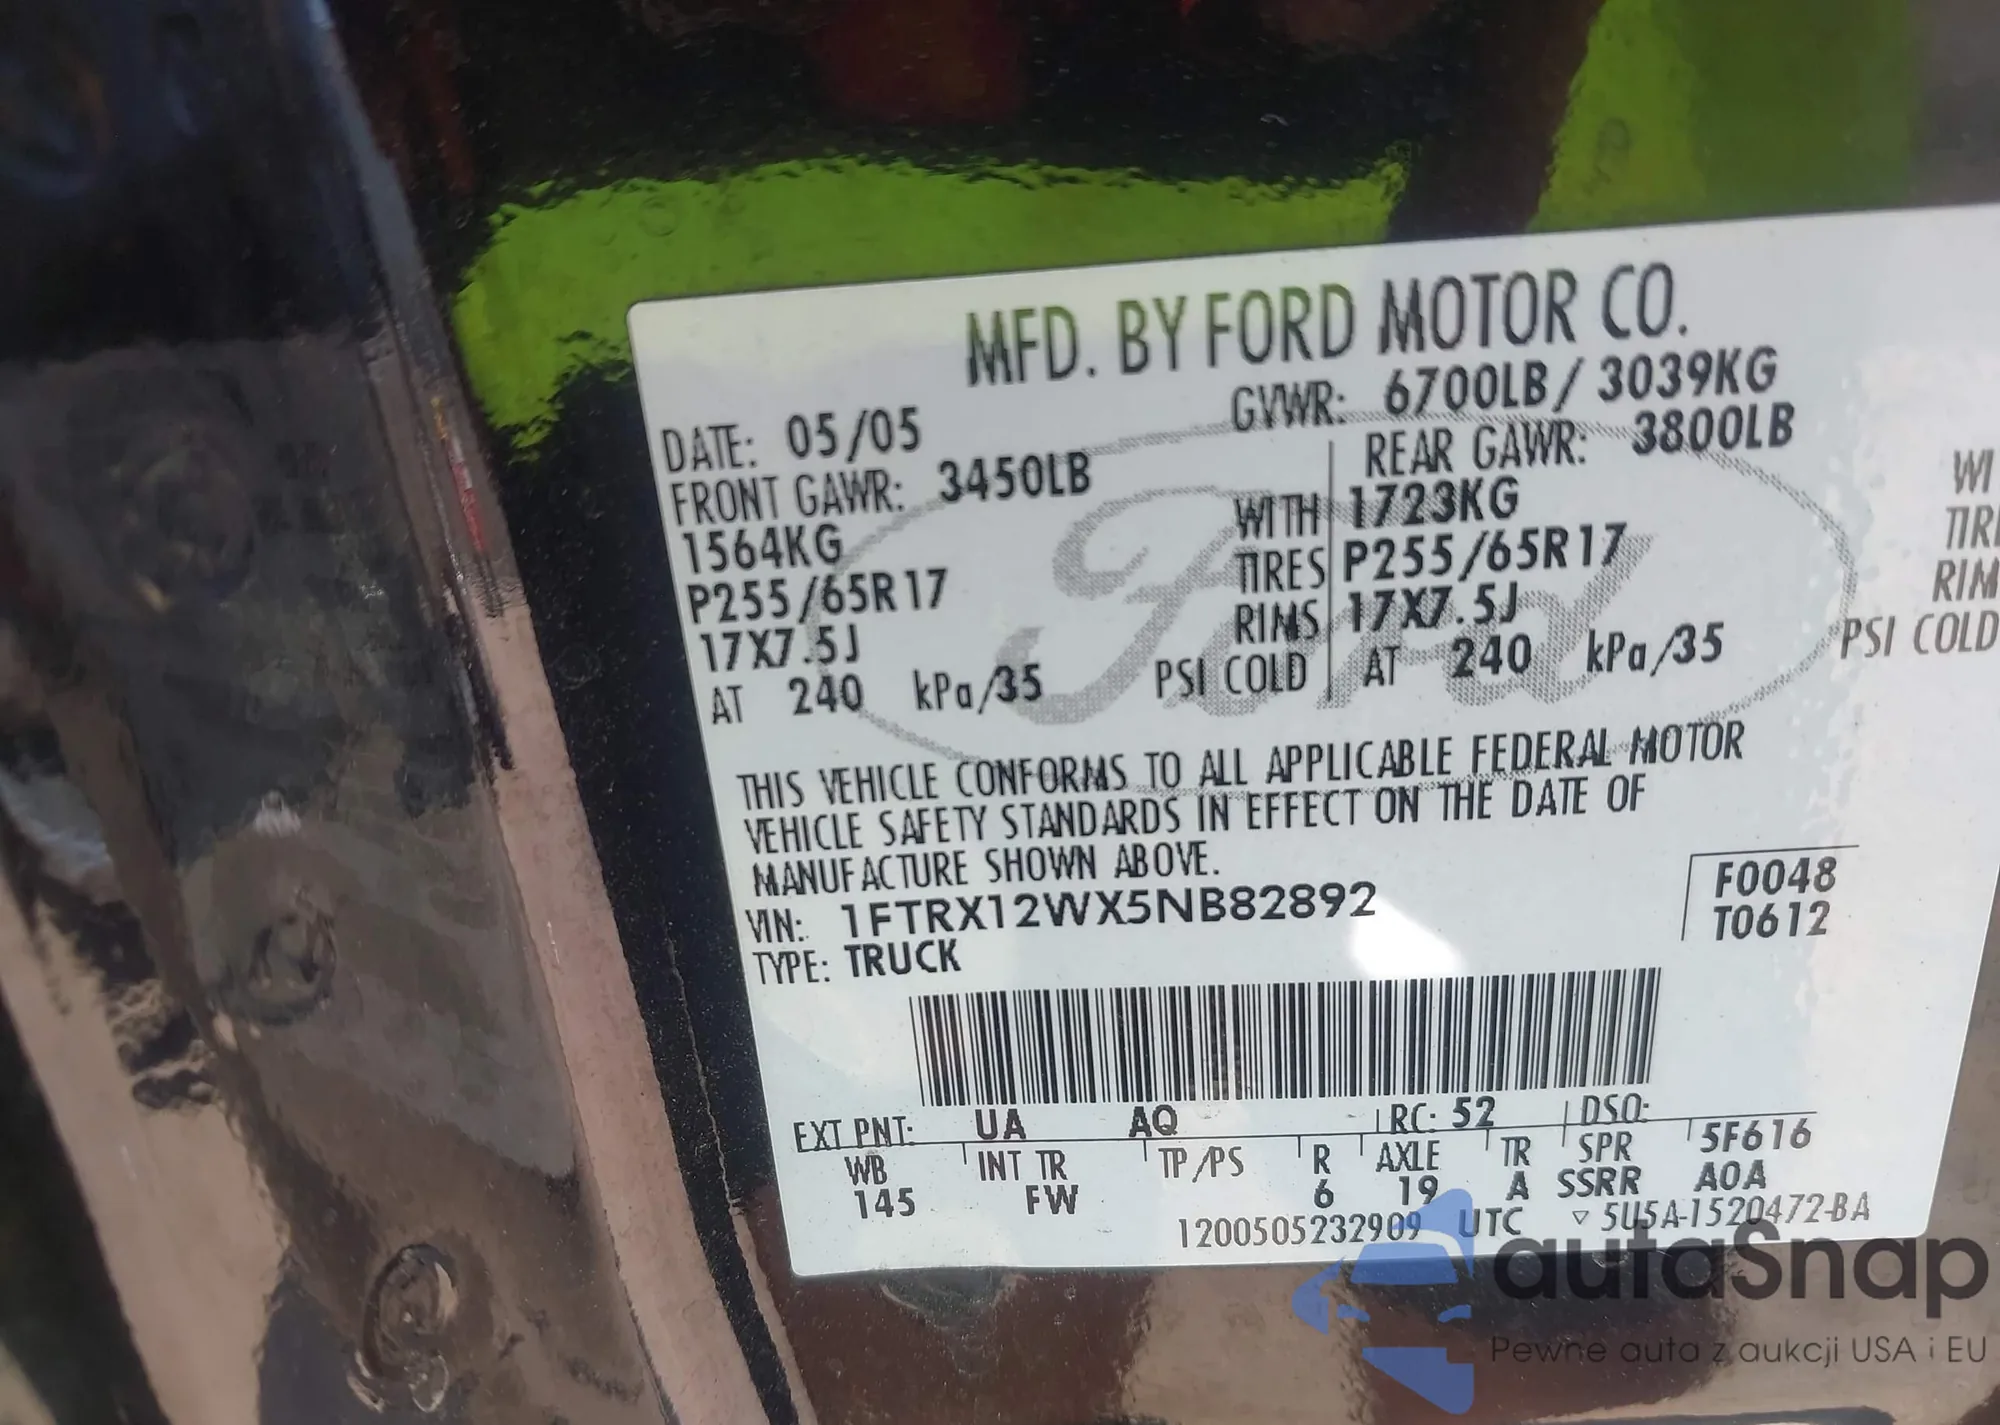 MFD. BY FORD MOTOR CO.
DATE: 05/05 GVWR: 6700LB / 3039KG
FRONT GAWR: 3450LB REAR GAWR: 3800LB
1564KG WITH 1723KG WI
P255/65R17 TIRES P255/65R17 TIRE
17X7.5J RIMS 17X7.5J RIM
AT 240 kPa/35 PSI COLD AT 240 kPa/35 PSI COLD
Ford
THIS VEHICLE CONFORMS TO ALL APPLICABLE FEDERAL MOTOR
VEHICLE SAFETY STANDARDS IN EFFECT ON THE DATE OF
MANUFACTURE SHOWN ABOVE.
VIN: 1FTRX12WX5NB82892 F0048
TYPE: TRUCK T0612
EXT PNT: UA AQ RC: 52 DSO:
WB INT TR TP/PS R AXLE TR SPR 5F616
145 FW 6 19 A SSRR A0A
1200505232909 UTC ▽ 5U5A-1520472-BA
autaSnap
Pewne auta z aukcji USA i EU